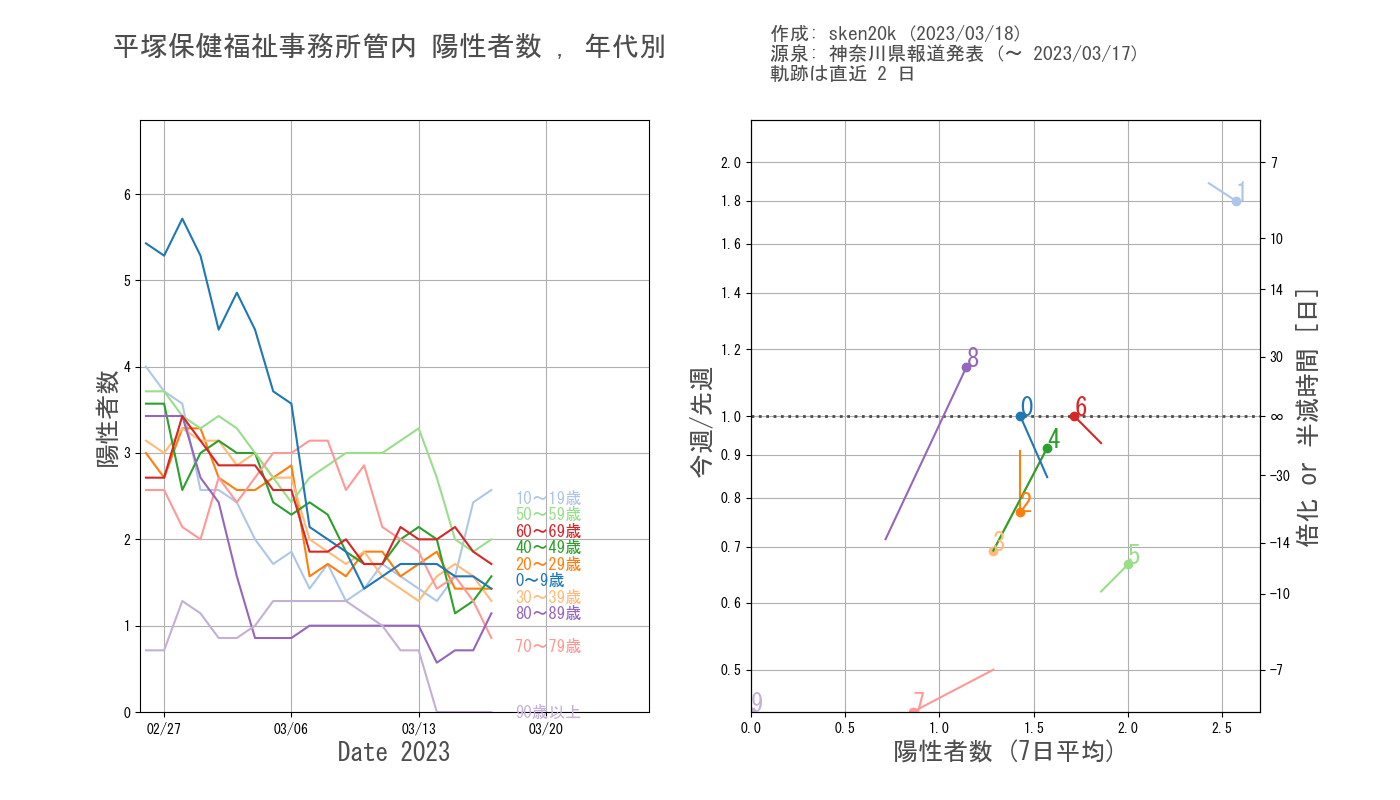 平塚保健福祉事務所管内 陽性者数 , 年代別
作成: sken20k (2023/03/18)
源泉: 神奈川県報道発表 (〜 2023/03/17)
軌跡は直近 2 日
陽性者数
6
5
4
3
2
1
0
02/27
03/06
03/13
03/20
Date 2023
10〜19歳
50〜59歳
60〜69歳
40〜49歳
20〜29歳
0〜9歳
30〜39歳
80〜89歳
70〜79歳
90歳以上
今週/先週
2.0
1.8
1.6
1.4
1.2
1.0
0.9
0.8
0.7
0.6
0.5
0.0
0.5
1.0
1.5
2.0
2.5
陽性者数 (7日平均)
1
8
0
6
4
2
3
5
7
9
7
10
14
30
∞
-30
-14
-10
-7
倍化 or 半減時間 [日]